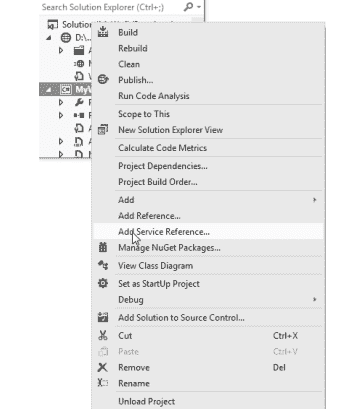 Search Solution Explorer (Ctrl+;)
Build
Rebuild
Clean
Publish...
Run Code Analysis
Scope to This
New Solution Explorer View
Calculate Code Metrics
Project Dependencies...
Project Build Order...
Add
Add Reference...
Add Service Reference...
Manage NuGet Packages...
View Class Diagram
Set as StartUp Project
Debug
Add Solution to Source Control...
Cut Ctrl+X
Paste Ctrl+V
Remove Del
Rename
Unload Project